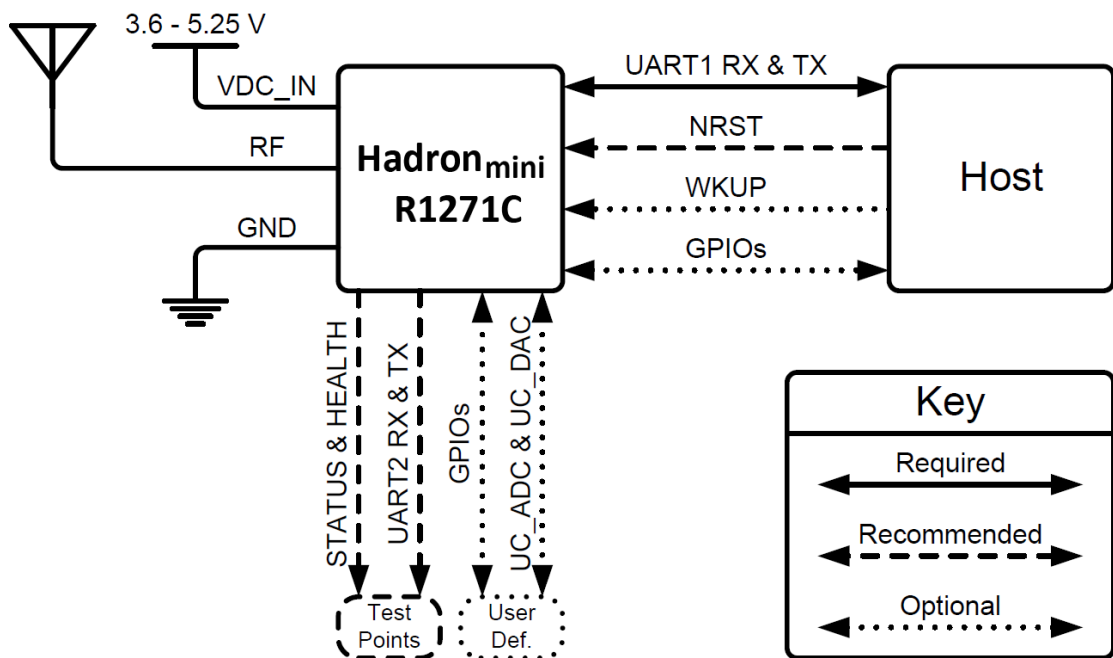 3.6 - 5.25 V
VDC_IN
RF
GND
Hadronmini
R1271C
UART1 RX & TX
NRST
WKUP
GPIOs
Host
STATUS & HEALTH
UART2 RX & TX
GPIOs
UC_ADC & UC_DAC
Test
Points
User
Def.
Key
Required
Recommended
Optional